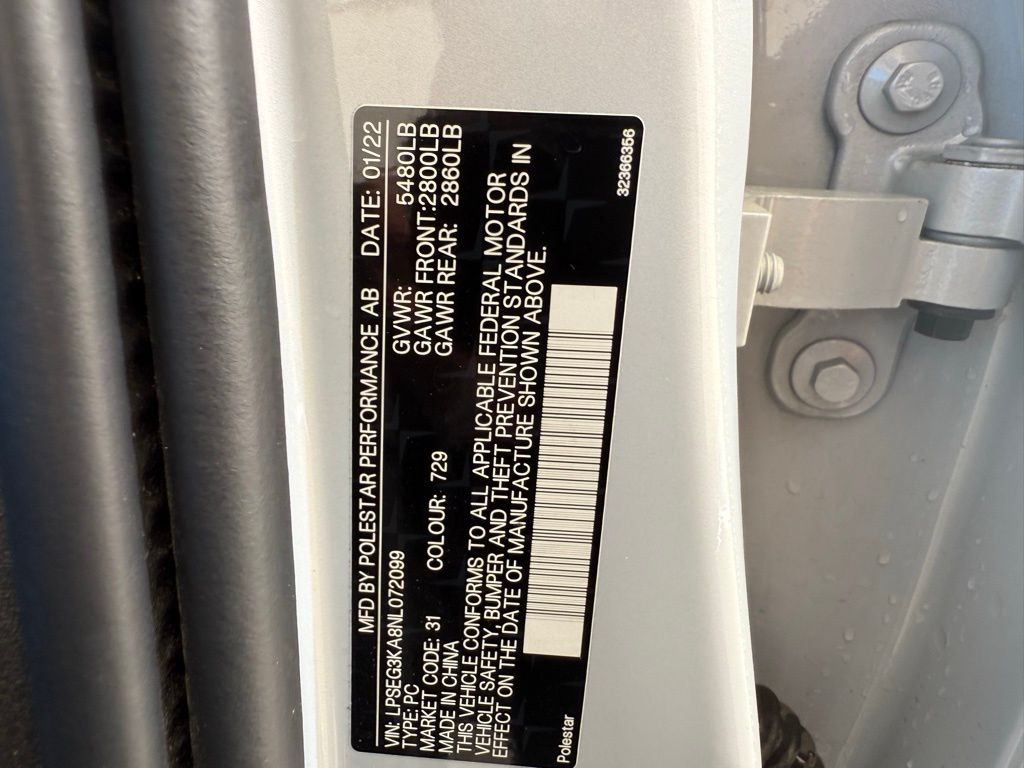 MFD BY POLESTAR PERFORMANCE AB DATE: 01/22
VIN: LPSEG3KA8NL072099 GVWR: 5480LB
TYPE: PC GAWR FRONT:2800LB
MARKET CODE: 31 COLOUR: 729 GAWR REAR: 2860LB
MADE IN CHINA
THIS VEHICLE CONFORMS TO ALL APPLICABLE FEDERAL MOTOR
VEHICLE SAFETY, BUMPER AND THEFT PREVENTION STANDARDS IN
EFFECT ON THE DATE OF MANUFACTURE SHOWN ABOVE.
Polestar 32366356